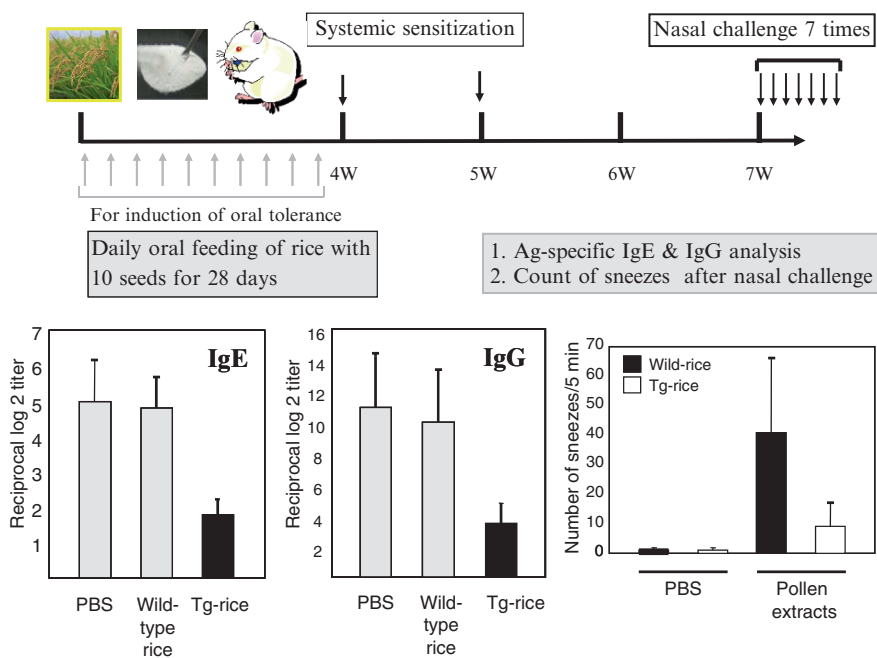 Systemic sensitization
Nasal challenge 7 times
4W
5W
6W
7W
For induction of oral tolerance
Daily oral feeding of rice with
10 seeds for 28 days
1. Ag-specific IgE & IgG analysis
2. Count of sneezes after nasal challenge
Reciprocal log 2 titer
7
6
5
4
3
2
1
IgE
PBS
Wild-
type
rice
Tg-rice
Reciprocal log 2 titer
16
14
12
10
8
6
4
2
IgG
PBS
Wild-
type
rice
Tg-rice
Number of sneezes/5 min
70
60
50
40
30
20
10
0
Wild-rice
Tg-rice
PBS
Pollen
extracts